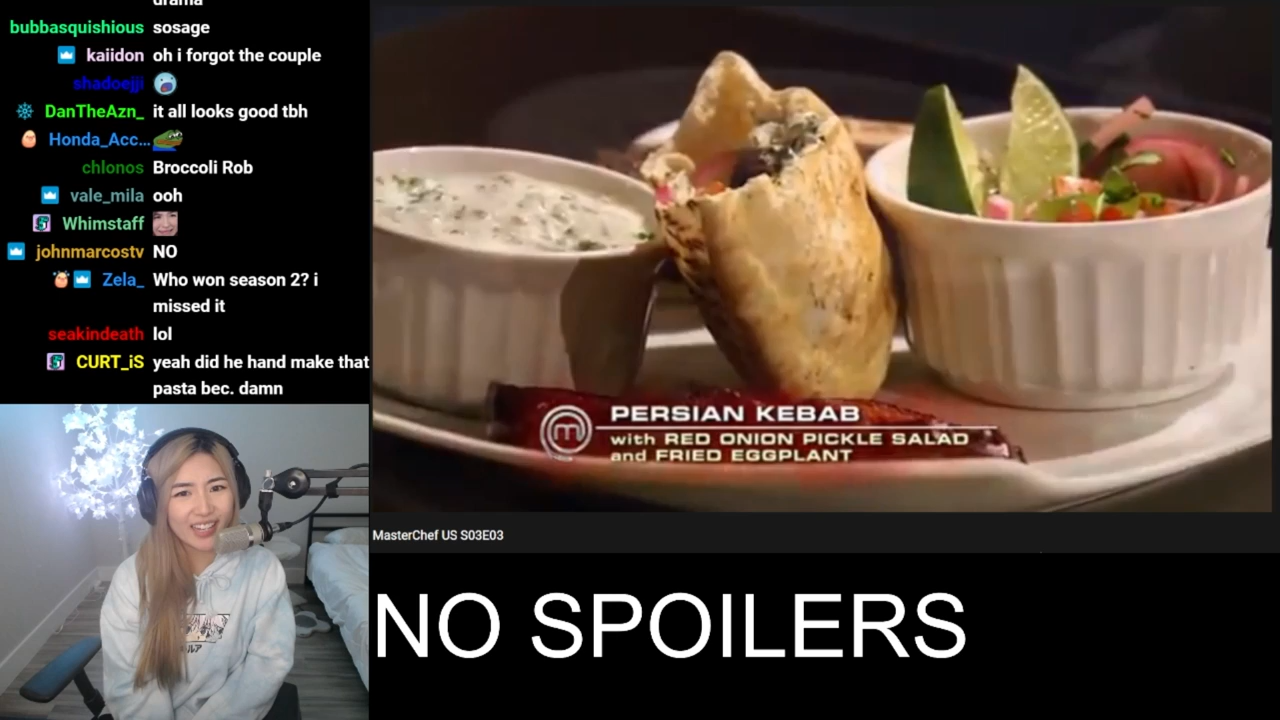 drama
bubbasquishious sosage
kaiidon oh i forgot the couple
shadoejji
DanTheAzn_ it all looks good tbh
Honda_Acc...
chlonos Broccoli Rob
vale_mila ooh
Whimstaff
johnmarcostv NO
Zela_ Who won season 2? i
missed it
seakindeath lol
CURT_iS yeah did he hand make that
pasta bec. damn
PERSIAN KEBAB
with RED ONION PICKLE SALAD
and FRIED EGGPLANT
MasterChef US S03E03
NO SPOILERS